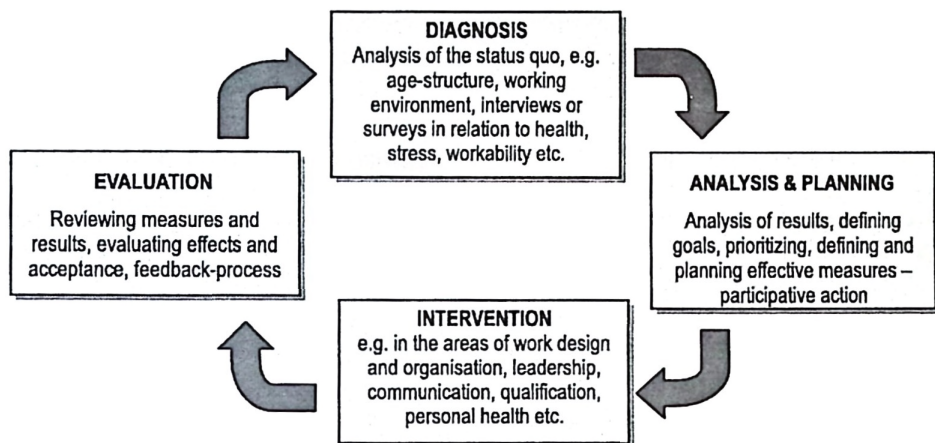 DIAGNOSIS
Analysis of the status quo, e.g.
age-structure, working
environment, interviews or
surveys in relation to health,
stress, workability etc.
ANALYSIS & PLANNING
Analysis of results, defining
goals, prioritizing, defining and
planning effective measures –
participative action
INTERVENTION
e.g. in the areas of work design
and organisation, leadership,
communication, qualification,
personal health etc.
EVALUATION
Reviewing measures and
results, evaluating effects and
acceptance, feedback-process